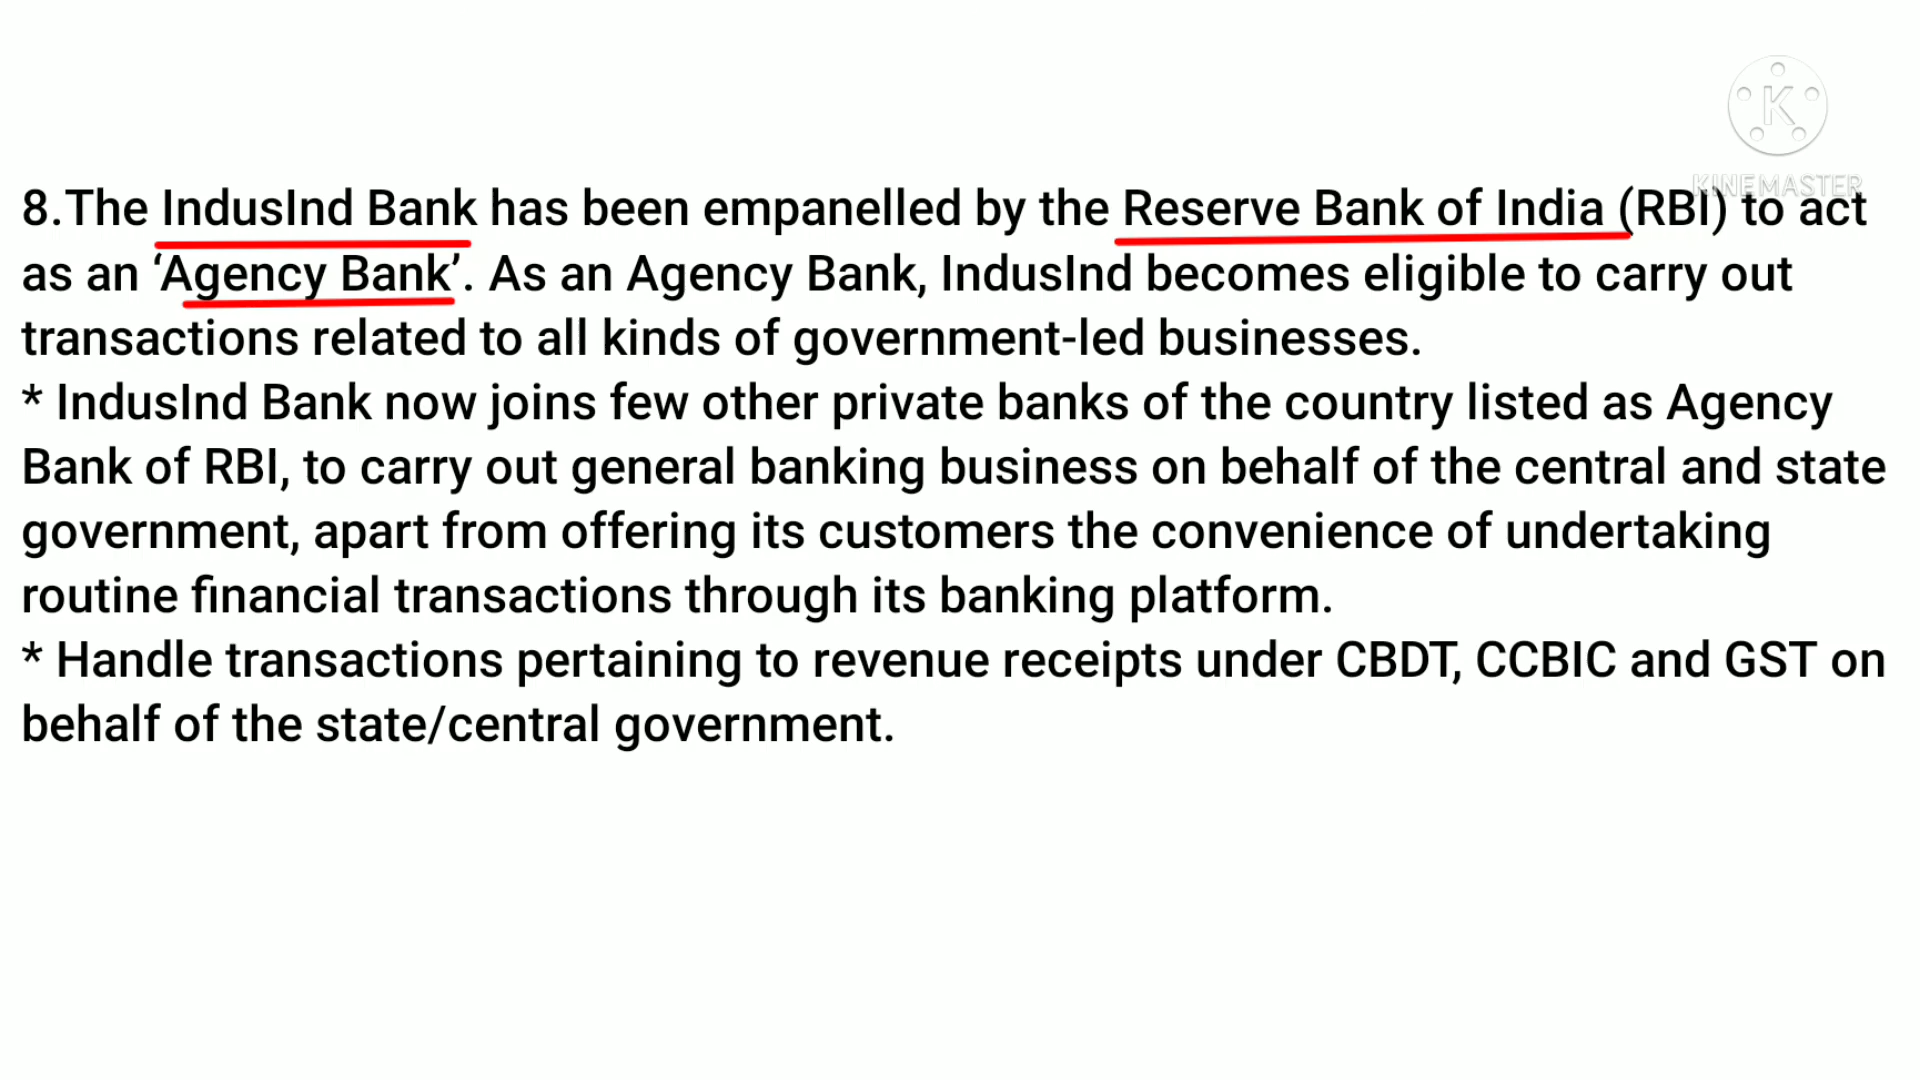 K
KINEMASTER
8.The IndusInd Bank has been empanelled by the Reserve Bank of India (RBI) to act
as an ‘Agency Bank’. As an Agency Bank, IndusInd becomes eligible to carry out
transactions related to all kinds of government-led businesses.
* IndusInd Bank now joins few other private banks of the country listed as Agency
Bank of RBI, to carry out general banking business on behalf of the central and state
government, apart from offering its customers the convenience of undertaking
routine financial transactions through its banking platform.
* Handle transactions pertaining to revenue receipts under CBDT, CCBIC and GST on
behalf of the state/central government.